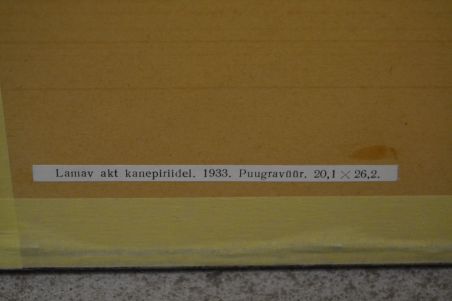 Lamav akt kanepiriidel. 1933. Puugravüür. 20,1 × 26,2.